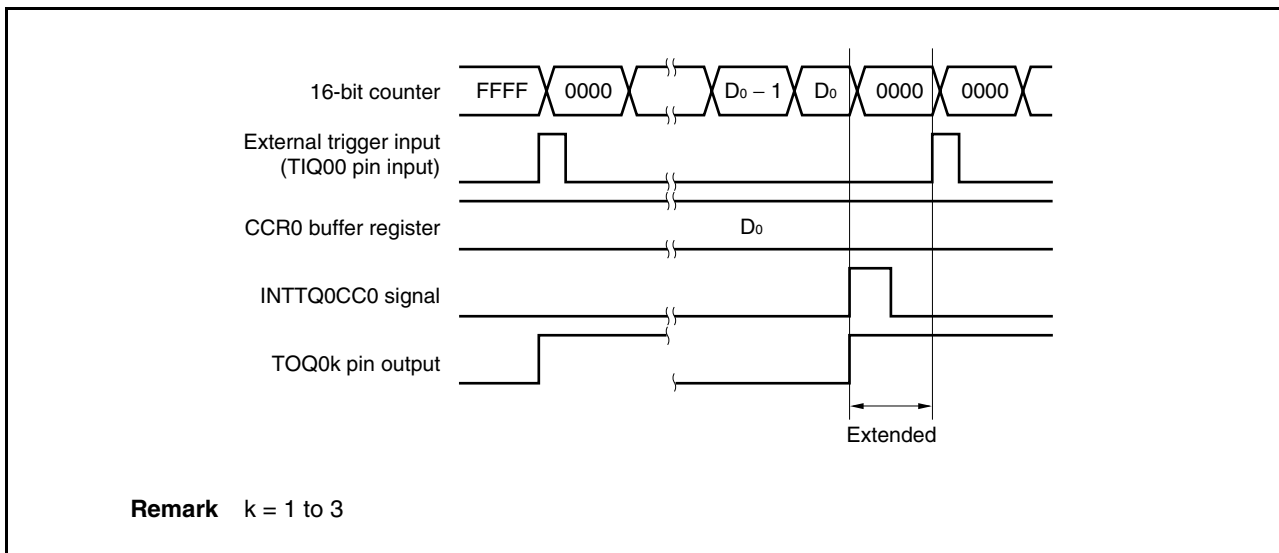 16-bit counter FFFF 0000 D0 − 1 D0 0000 0000
External trigger input
(TIQ00 pin input)
CCR0 buffer register D0
INTTQ0CC0 signal
TOQ0k pin output
Extended
Remark k = 1 to 3